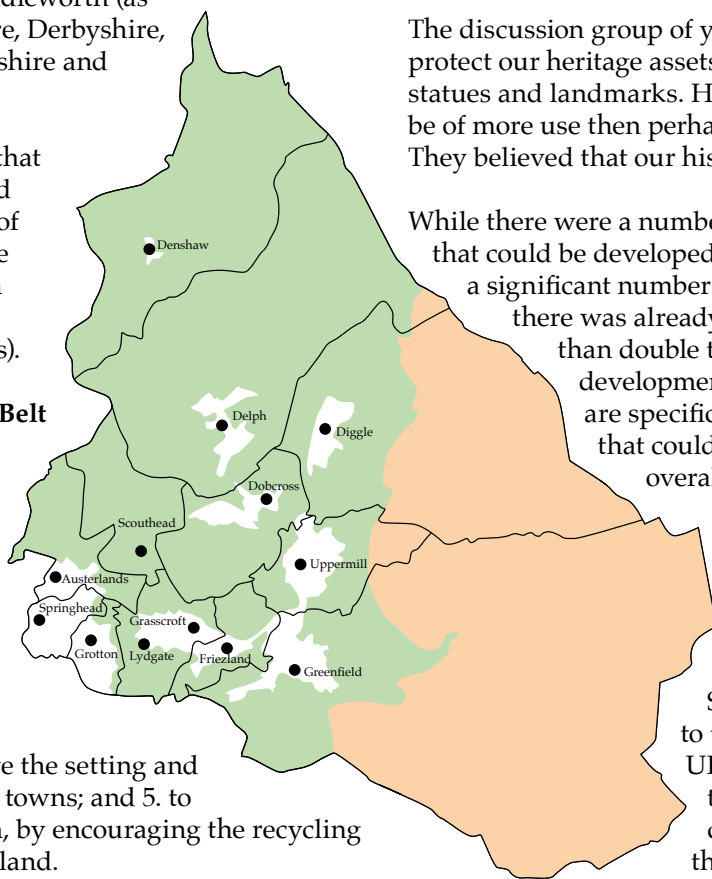 dleworth (as
re, Derbyshire,
shire and
that
d
of
e
s).
Belt
ve the setting and
towns; and 5. to
, by encouraging the recycling
land.
The discussion group of y
protect our heritage assets
statues and landmarks. H
be of more use then perha
They believed that our his
While there were a numbe
that could be developed
a significant number
there was already
than double t
developmen
are specific
that could
overal
S
to t
UI
t
th
Denshaw
Delph
Diggle
Dobcross
Scouthead
Uppermill
Austerlands
Springhead
Grasscroft
Grotton
Lydgate
Friezland
Greenfield